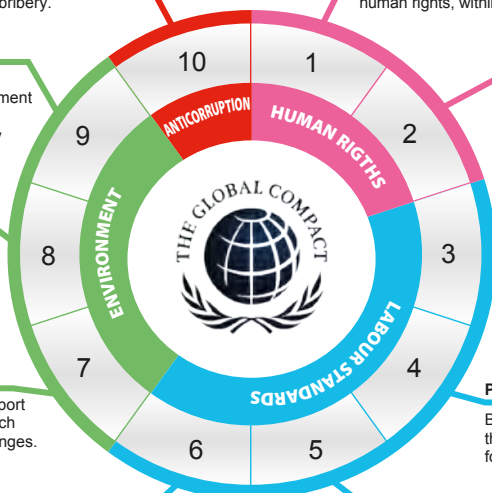 bribery.
human rights, within
10
1
ANTICORRUPTION
HUMAN RIGTHS
ment
9
2
THE GLOBAL COMPACT
ENVIRONMENT
8
3
LABOUR STANDARDS
7
4
port
ch
nges.
6
5